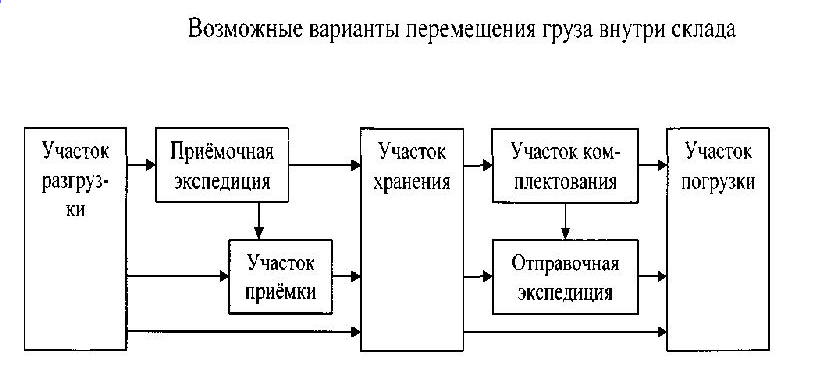 Возможные варианты перемещения груза внутри склада
Участок
разгруз-
ки
Приёмочная
экспедиция
Участок
приёмки
Участок
хранения
Участок ком-
плектования
Отправочная
экспедиция
Участок
погрузки